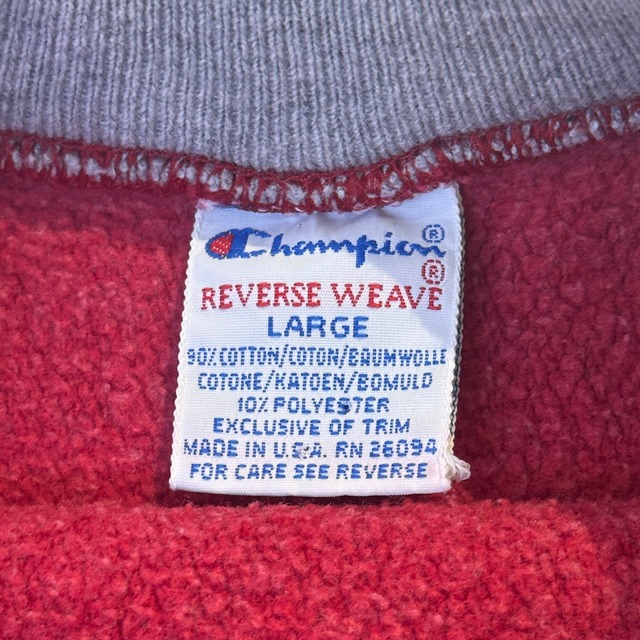 Champion®
®
REVERSE WEAVE
LARGE
90% COTTON/COTON/BAUMWOLLE
COTONE/KATOEN/BOMULD
10% POLYESTER
EXCLUSIVE OF TRIM
MADE IN U.S.A. RN 26094
FOR CARE SEE REVERSE